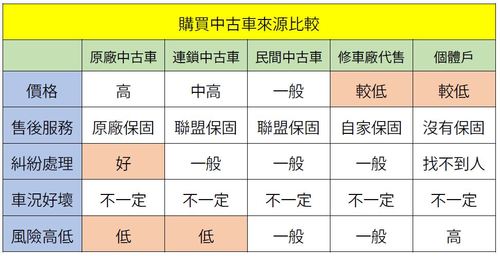 購買中古車來源比較
原廠中古車 連鎖中古車 民間中古車 修車廠代售 個體戶
價格 高 中高 一般 較低 較低
售後服務 原廠保固 聯盟保固 聯盟保固 自家保固 沒有保固
糾紛處理 好 一般 一般 一般 找不到人
車況好壞 不一定 不一定 不一定 不一定 不一定
風險高低 低 低 一般 一般 高